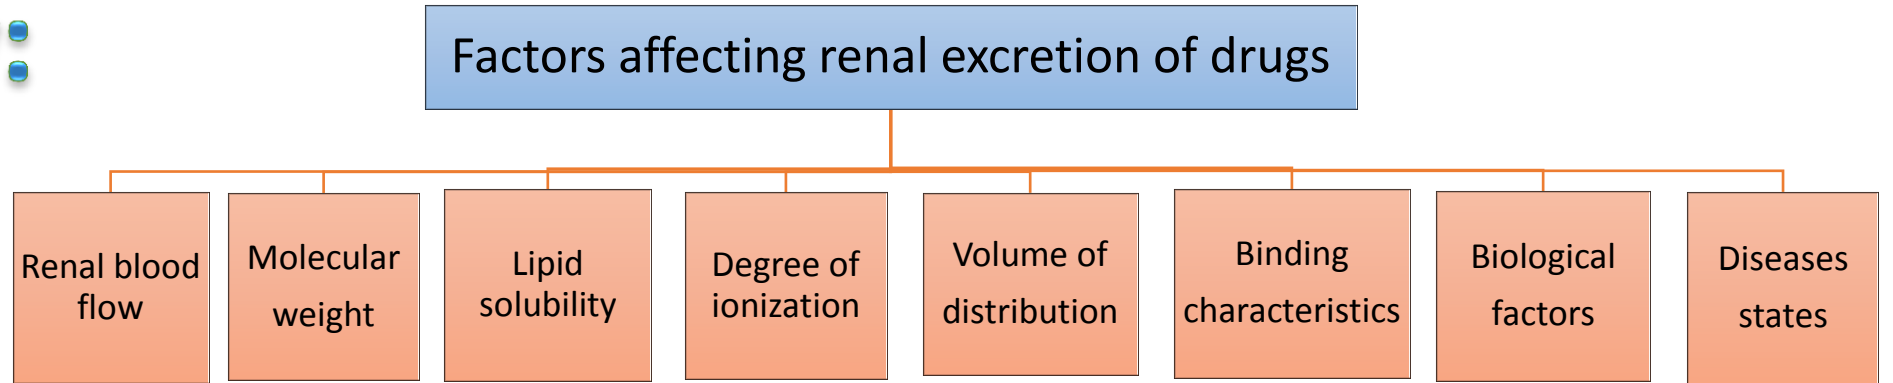 Factors affecting renal excretion of drugs
Renal blood
flow
Molecular
weight
Lipid
solubility
Degree of
ionization
Volume of
distribution
Binding
characteristics
Biological
factors
Diseases
states